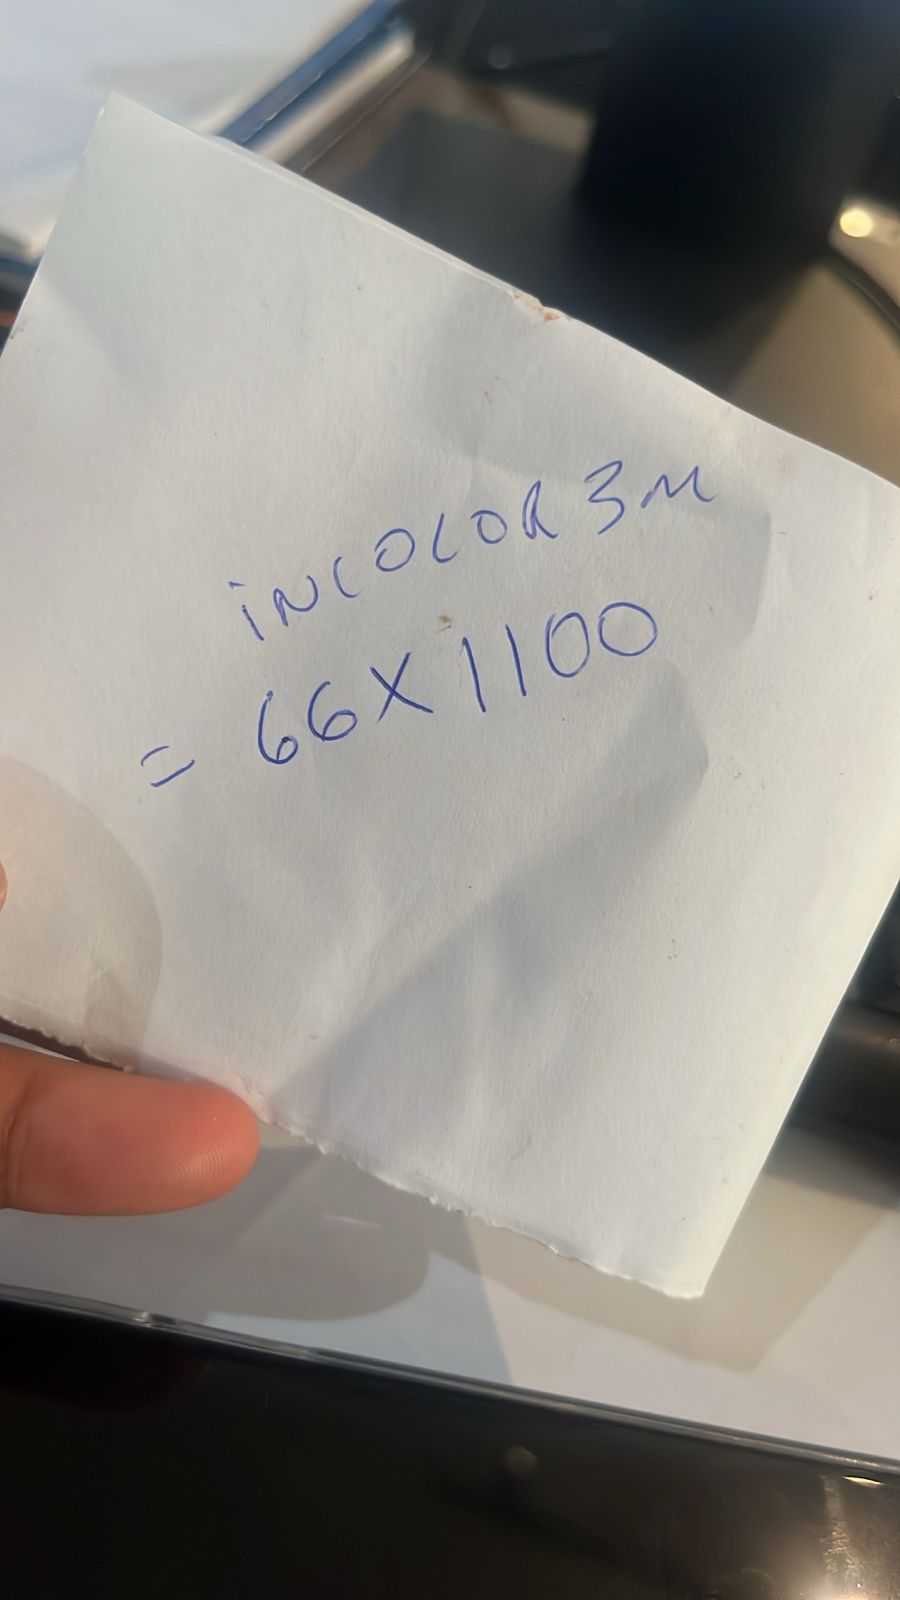 iNCOLOR 3M
= 66X1100